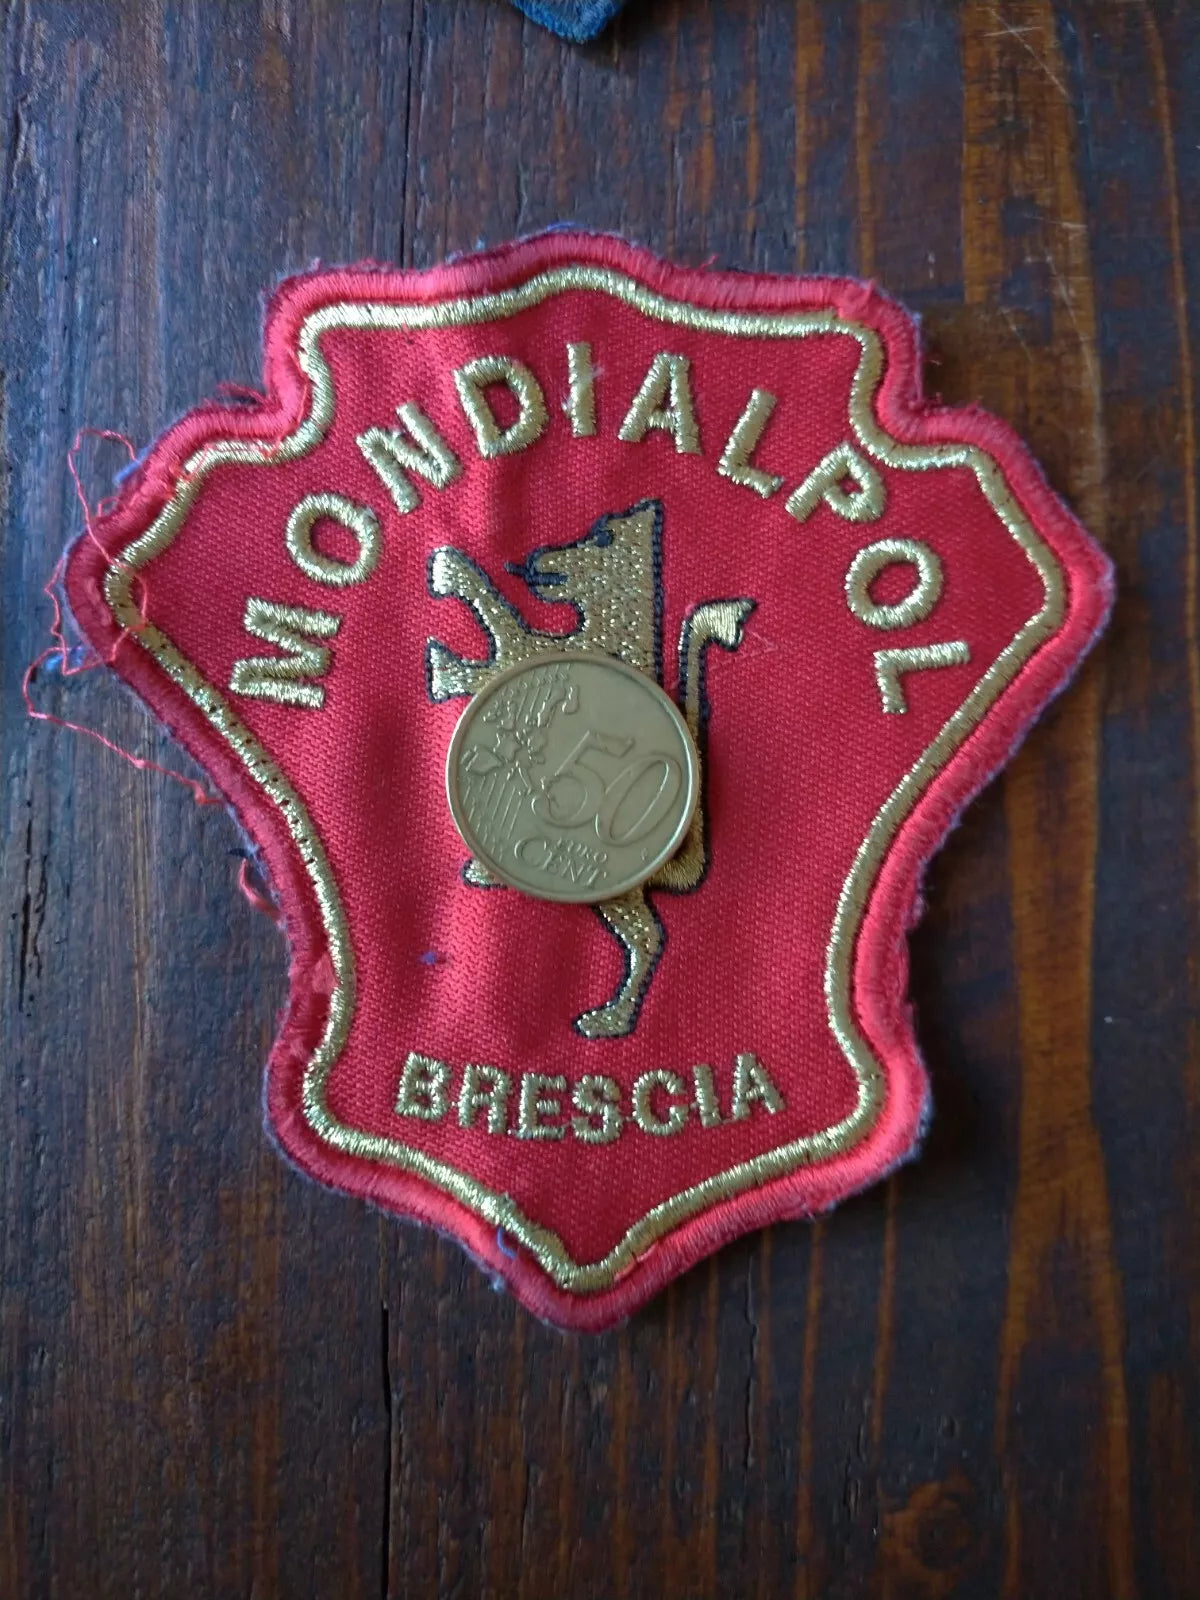 MONDIALPOL
50
EURO
CENT
BRESCIA